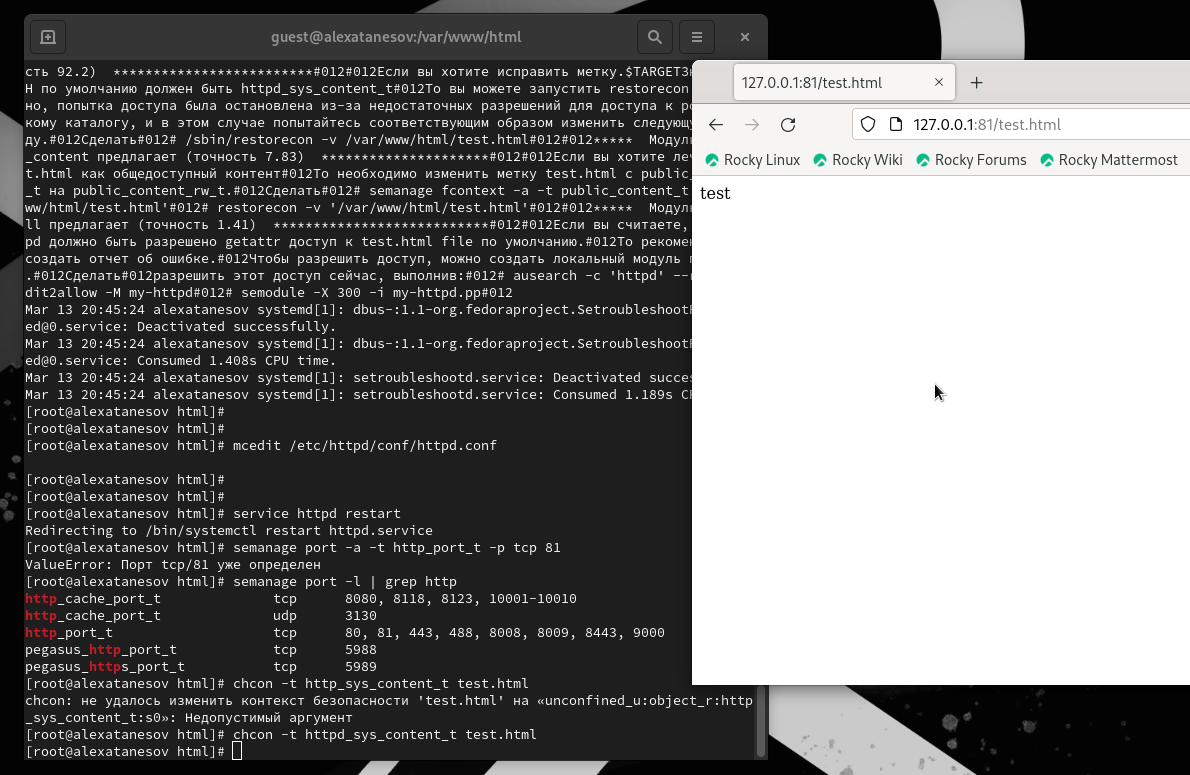 guest@alexatanesov:/var/www/html
сть 92.2)  *************************#012#012Если вы хотите исправить метку.$TARGETЗ
Н по умолчанию должен быть httpd_sys_content_t#012То вы можете запустить restorecon
но, попытка доступа была остановлена из-за недостаточных разрешений для доступа к
кому каталогу, и в этом случае попытайтесь соответствующим образом изменить
ду.#012Сделать#012# /sbin/restorecon -v /var/www/html/test.html#012#012*****
_content предлагает (точность 7.83)  *********************#012#012Если вы хотите
t.html как общедоступный контент#012То необходимо изменить метку test.html с
_t на public_content_rw_t.#012Сделать#012# semanage fcontext -a -t public_content_t
ww/html/test.html'#012# restorecon -v '/var/www/html/test.html'#012#012*****
ll предлагает (точность 1.41)  ***************************#012#012Если вы считаете,
pd должно быть разрешено getattr доступ к test.html file по умолчанию.#012То
создать отчет об ошибке.#012Чтобы разрешить доступ, можно создать локальный модуль
.#012Сделать#012разрешить этот доступ сейчас, выполнив:#012# ausearch -c 'httpd'
dit2allow -M my-httpd#012# semodule -X 300 -i my-httpd.pp#012
Mar 13 20:45:24 alexatanesov systemd[1]: dbus-:1.1-org.fedoraproject.Setroubleshoot
ed@0.service: Deactivated successfully.
Mar 13 20:45:24 alexatanesov systemd[1]: dbus-:1.1-org.fedoraproject.Setroubleshoot
ed@0.service: Consumed 1.408s CPU time.
Mar 13 20:45:24 alexatanesov systemd[1]: setroubleshootd.service: Deactivated
Mar 13 20:45:24 alexatanesov systemd[1]: setroubleshootd.service: Consumed 1.189s
[root@alexatanesov html]#
[root@alexatanesov html]#
[root@alexatanesov html]# mcedit /etc/httpd/conf/httpd.conf
[root@alexatanesov html]#
[root@alexatanesov html]#
[root@alexatanesov html]# service httpd restart
Redirecting to /bin/systemctl restart httpd.service
[root@alexatanesov html]# semanage port -a -t http_port_t -p tcp 81
ValueError: Порт tcp/81 уже определен
[root@alexatanesov html]# semanage port -l | grep http
http_cache_port_t              tcp      8080, 8118, 8123, 10001-10010
http_cache_port_t              udp      3130
http_port_t                    tcp      80, 81, 443, 488, 8008, 8009, 8443, 9000
pegasus_http_port_t            tcp      5988
pegasus_https_port_t           tcp      5989
[root@alexatanesov html]# chcon -t http_sys_content_t test.html
chcon: не удалось изменить контекст безопасности 'test.html' на «unconfined_u:object_r:http
_sys_content_t:s0»: Недопустимый аргумент
[root@alexatanesov html]# chcon -t httpd_sys_content_t test.html
[root@alexatanesov html]#
127.0.0.1:81/test.html
127.0.0.1:81/test.html
Rocky Linux Rocky Wiki Rocky Forums Rocky Mattermost
test